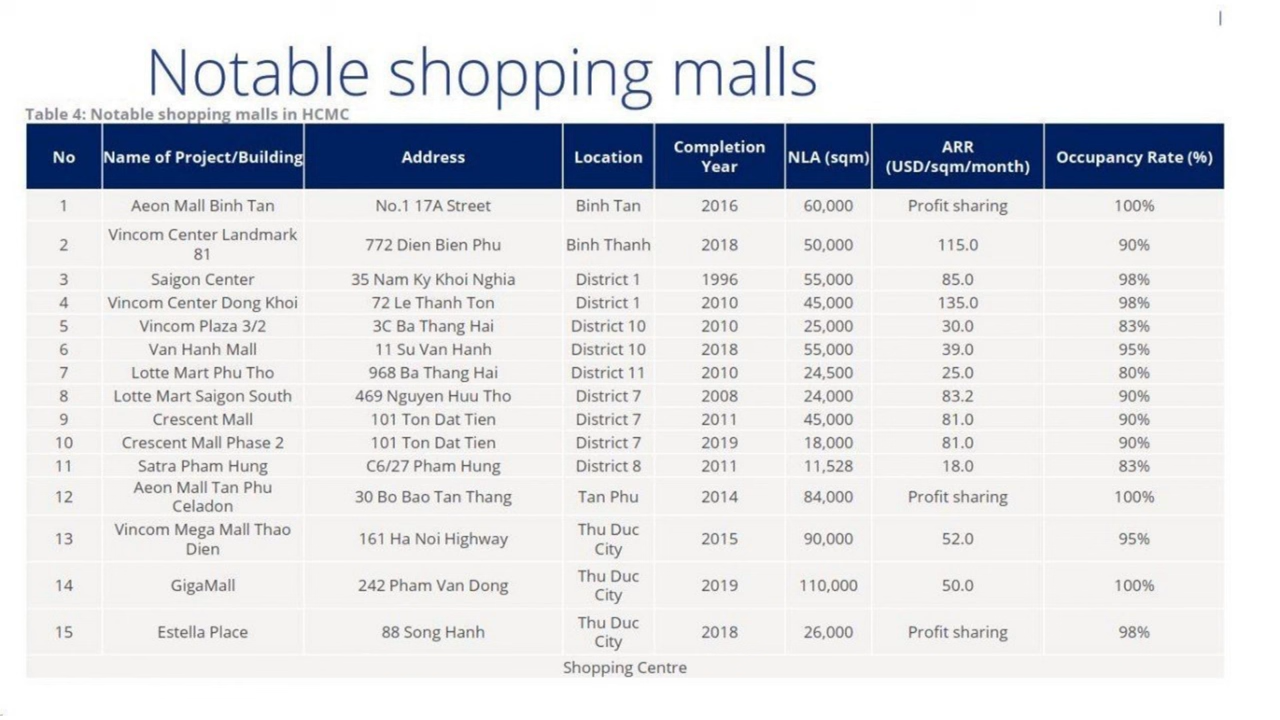 Notable shopping malls
Table 4: Notable shopping malls in HCMC
No Name of Project/Building Address Location Completion Year NLA (sqm) ARR (USD/sqm/month) Occupancy Rate (%)
1 Aeon Mall Binh Tan No.1 17A Street Binh Tan 2016 60,000 Profit sharing 100%
2 Vincom Center Landmark 81 772 Dien Bien Phu Binh Thanh 2018 50,000 115.0 90%
3 Saigon Center 35 Nam Ky Khoi Nghia District 1 1996 55,000 85.0 98%
4 Vincom Center Dong Khoi 72 Le Thanh Ton District 1 2010 45,000 135.0 98%
5 Vincom Plaza 3/2 3C Ba Thang Hai District 10 2010 25,000 30.0 83%
6 Van Hanh Mall 11 Su Van Hanh District 10 2018 55,000 39.0 95%
7 Lotte Mart Phu Tho 968 Ba Thang Hai District 11 2010 24,500 25.0 80%
8 Lotte Mart Saigon South 469 Nguyen Huu Tho District 7 2008 24,000 83.2 90%
9 Crescent Mall 101 Ton Dat Tien District 7 2011 45,000 81.0 90%
10 Crescent Mall Phase 2 101 Ton Dat Tien District 7 2019 18,000 81.0 90%
11 Satra Pham Hung C6/27 Pham Hung District 8 2011 11,528 18.0 83%
12 Aeon Mall Tan Phu Celadon 30 Bo Bao Tan Thang Tan Phu 2014 84,000 Profit sharing 100%
13 Vincom Mega Mall Thao Dien 161 Ha Noi Highway Thu Duc City 2015 90,000 52.0 95%
14 GigaMall 242 Pham Van Dong Thu Duc City 2019 110,000 50.0 100%
15 Estella Place 88 Song Hanh Thu Duc City 2018 26,000 Profit sharing 98%
Shopping Centre